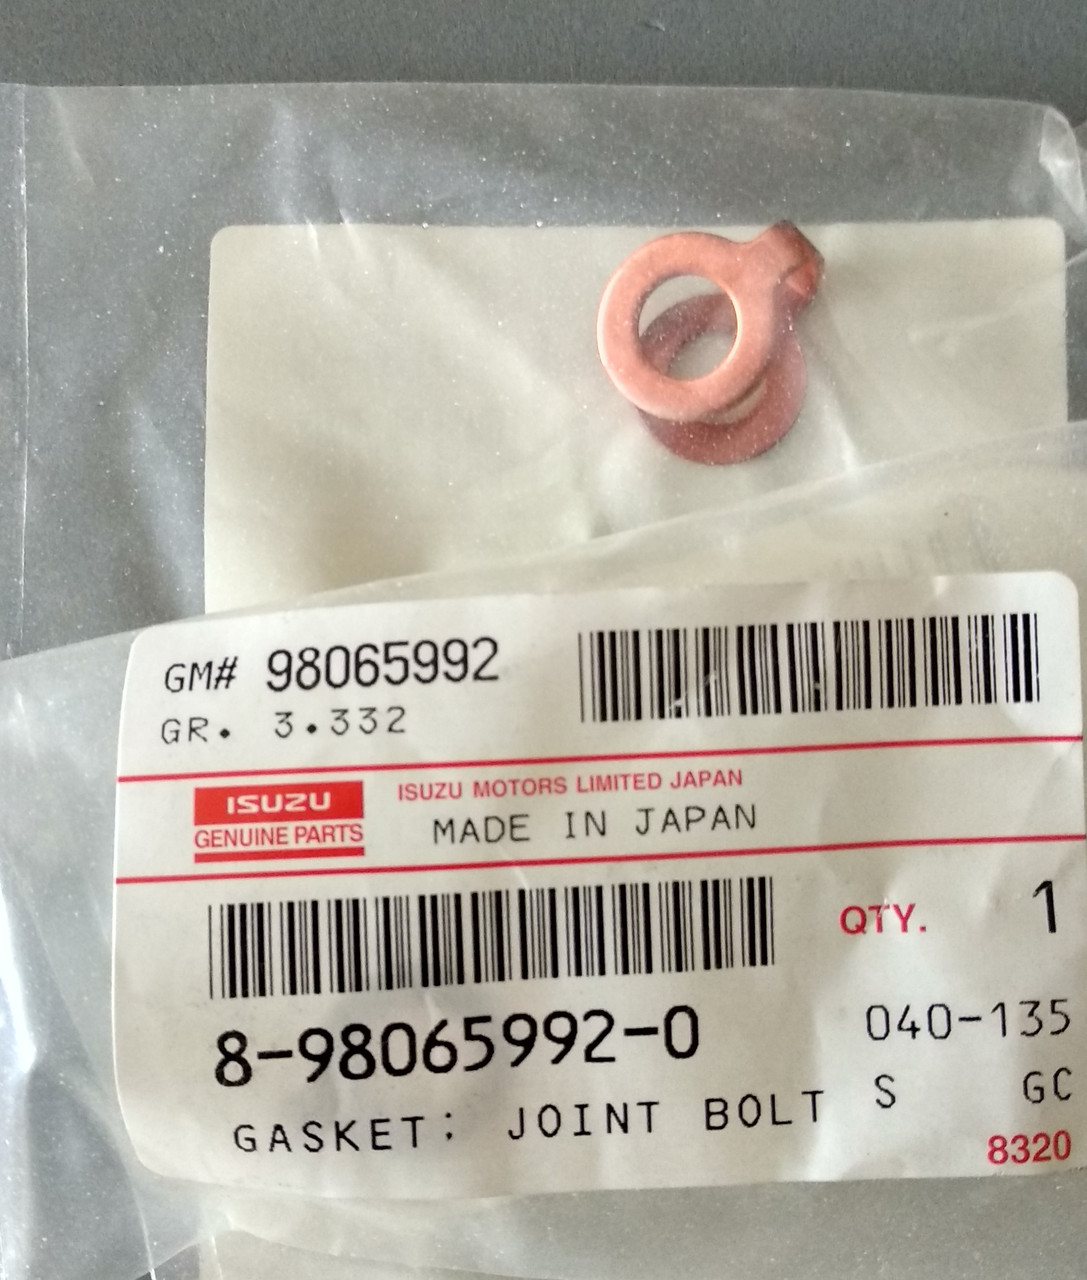 GM# 98065992
GR. 3.332
ISUZU
GENUINE PARTS
ISUZU MOTORS LIMITED JAPAN
MADE IN JAPAN
QTY. 1
8-98065992-0
040-135
GASKET; JOINT BOLT
S GC
8320